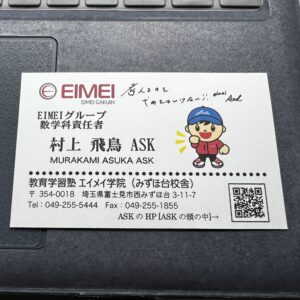 EIMEI
EIMEI GAKUIN
EIMEIグループ
数学科責任者
村上 飛鳥 ASK
MURAKAMI ASUKA ASK
教育学習塾 エイメイ学院（みずほ台校舎）
〒 354-0018 埼玉県富士見市西みずほ台 3-11-7
Tel : 049-255-5444 Fax : 049-255-1855
ASKのHP [ASKの頭の中]→